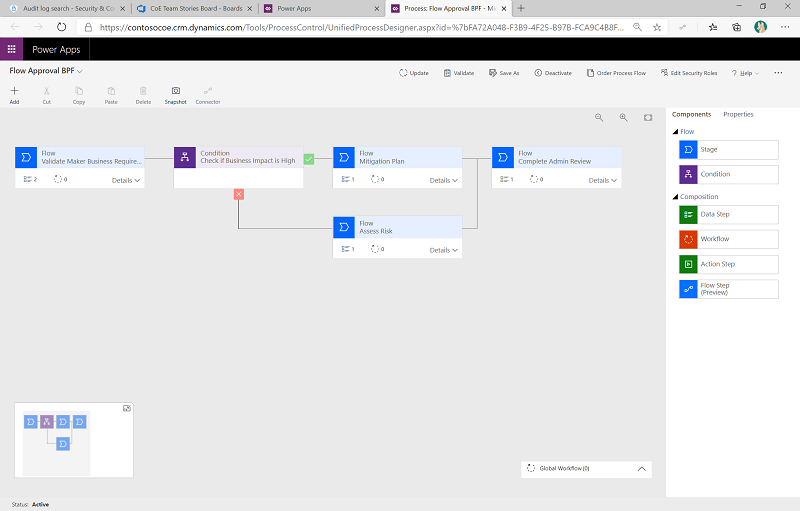 Audit log search - Security & Co
CoE Team Stories Board - Boards
Power Apps
Process: Flow Approval BPF - Mi
https://contosocoe.crm.dynamics.com/Tools/ProcessControl/UnifiedProcessDesigner.aspx?id=%7bFA72A048-F3B9-4F25-B97B-FCA9C4B8F...
Power Apps
Flow Approval BPF
Update
Validate
Save As
Deactivate
Order Process Flow
Edit Security Roles
? Help
...
Add
Cut
Copy
Paste
Delete
Snapshot
Connector
Components
Properties
Flow
Stage
Condition
Composition
Data Step
Workflow
Action Step
Flow Step
(Preview)
Flow
Validate Maker Business Require...
2
0
Details
Condition
Check if Business Impact is High
Flow
Mitigation Plan
1
0
Details
Flow
Complete Admin Review
1
0
Details
Flow
Assess Risk
1
0
Details
Global Workflow (0)
Status: Active